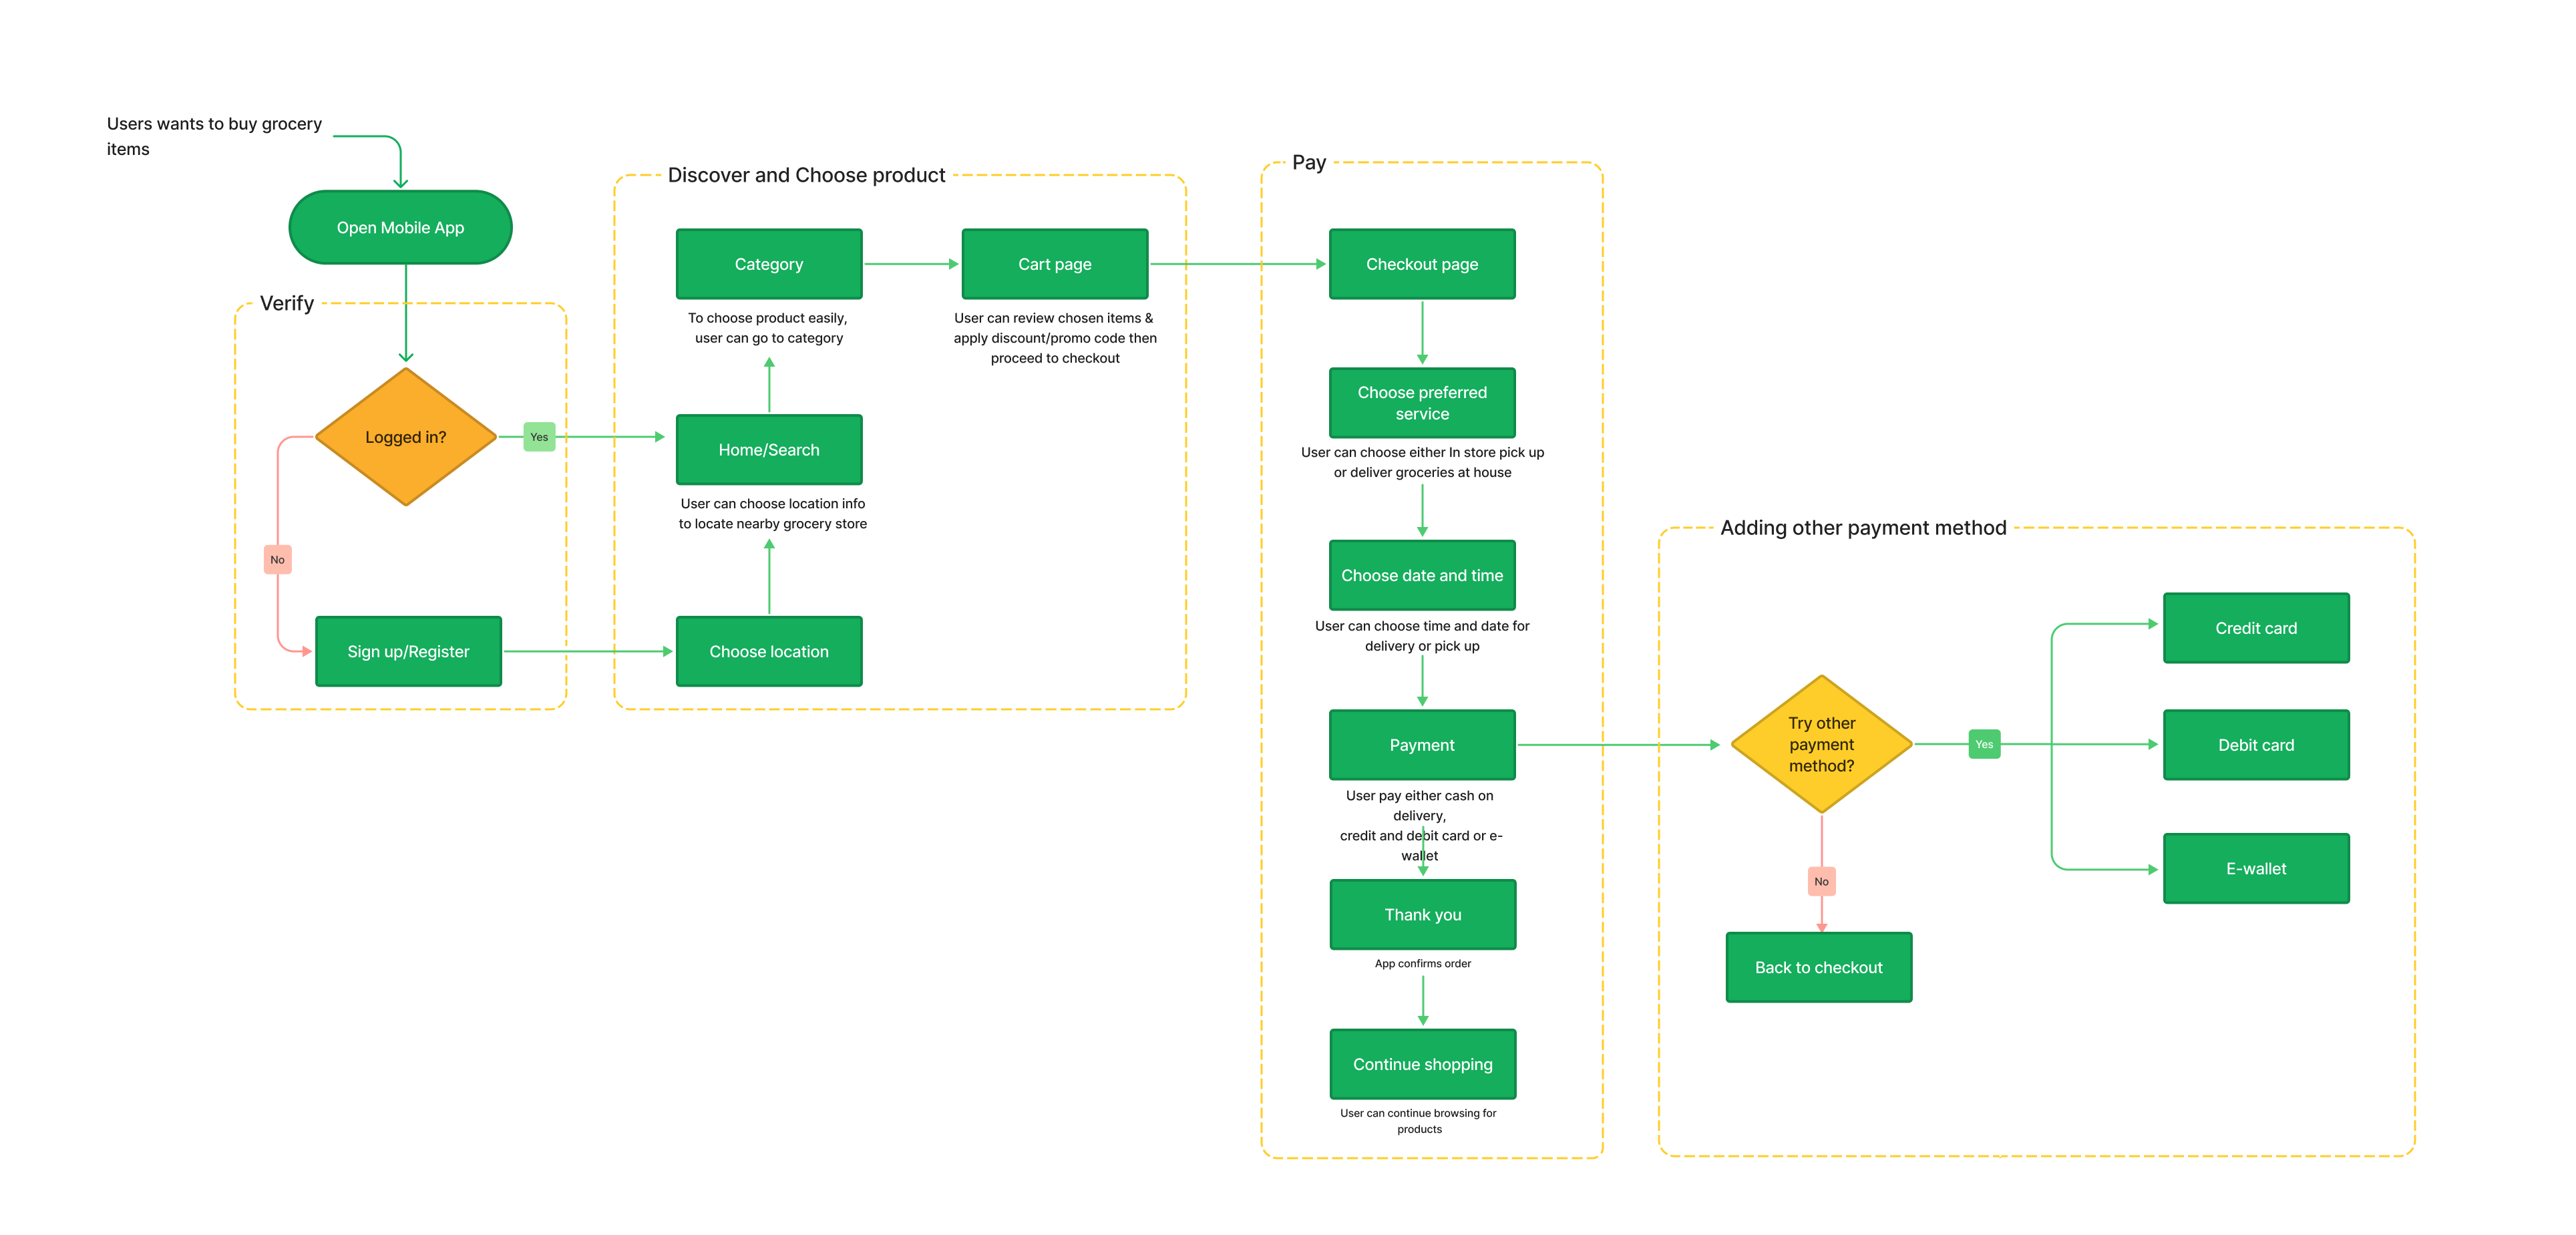 Users wants to buy grocery
items
Open Mobile App
Verify
Logged in?
Yes
No
Sign up/Register
Discover and Choose product
Category
To choose product easily,
user can go to category
Cart page
User can review chosen items &
apply discount/promo code then
proceed to checkout
Home/Search
User can choose location info
to locate nearby grocery store
Choose location
Pay
Checkout page
Choose preferred
service
User can choose either In store pick up
or deliver groceries at house
Choose date and time
User can choose time and date for
delivery or pick up
Payment
User pay either cash on
delivery,
credit and debit card or e-
wallet
Thank you
App confirms order
Continue shopping
User can continue browsing for
products
Adding other payment method
Try other
payment
method?
Yes
No
Back to checkout
Credit card
Debit card
E-wallet